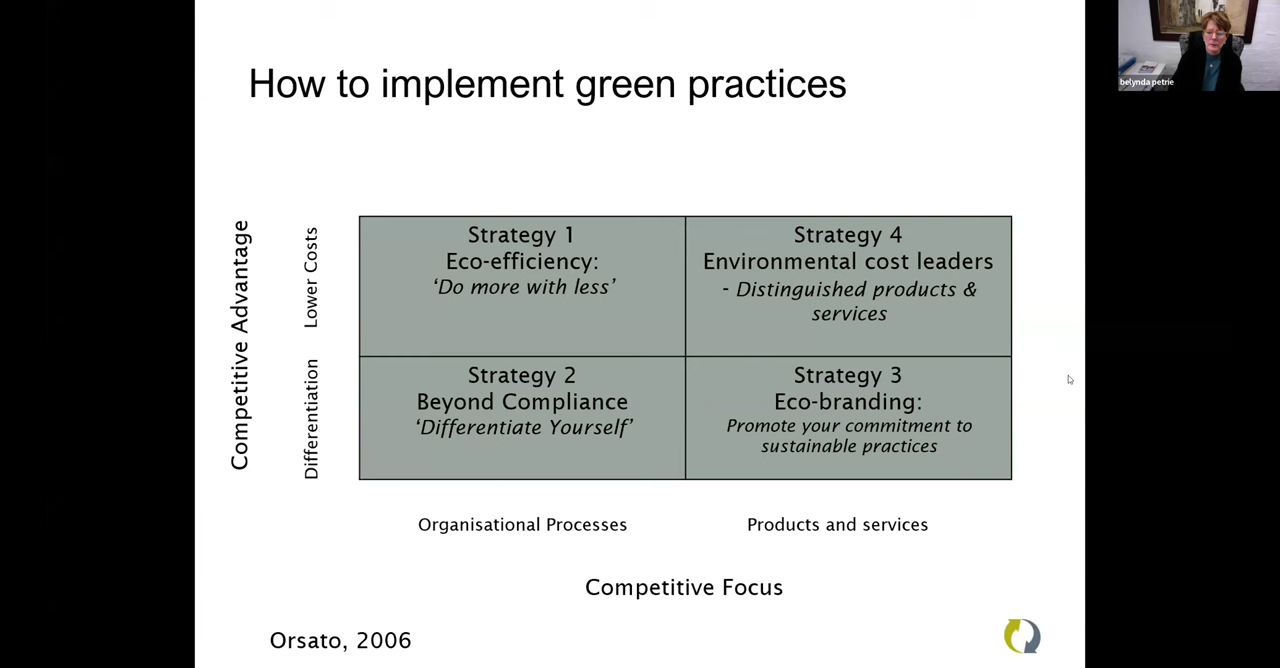 How to implement green practices
belynda petrie
Competitive Advantage
Lower Costs
Differentiation
Strategy 1
Eco-efficiency:
‘Do more with less’
Strategy 4
Environmental cost leaders
- Distinguished products &
services
Strategy 2
Beyond Compliance
‘Differentiate Yourself’
Strategy 3
Eco-branding:
Promote your commitment to
sustainable practices
Organisational Processes
Products and services
Competitive Focus
Orsato, 2006